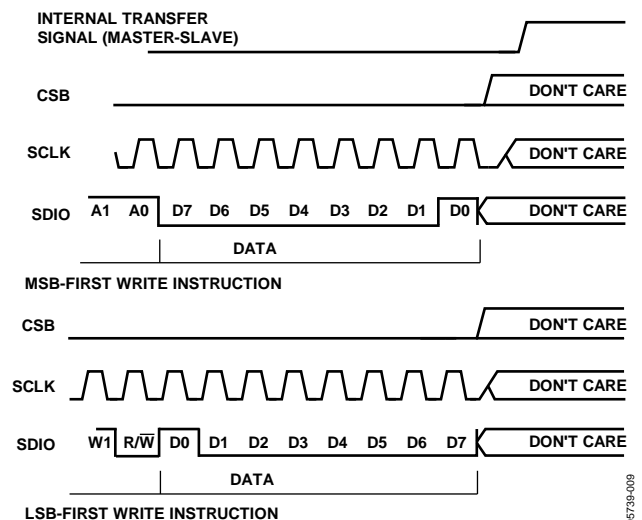 INTERNAL TRANSFER
SIGNAL (MASTER-SLAVE)
CSB DON'T CARE
SCLK DON'T CARE
SDIO A1 A0 D7 D6 D5 D4 D3 D2 D1 D0 DON'T CARE
DATA
MSB-FIRST WRITE INSTRUCTION
CSB DON'T CARE
SCLK DON'T CARE
SDIO W1 R/W̅ D0 D1 D2 D3 D4 D5 D6 D7 DON'T CARE
DATA
LSB-FIRST WRITE INSTRUCTION